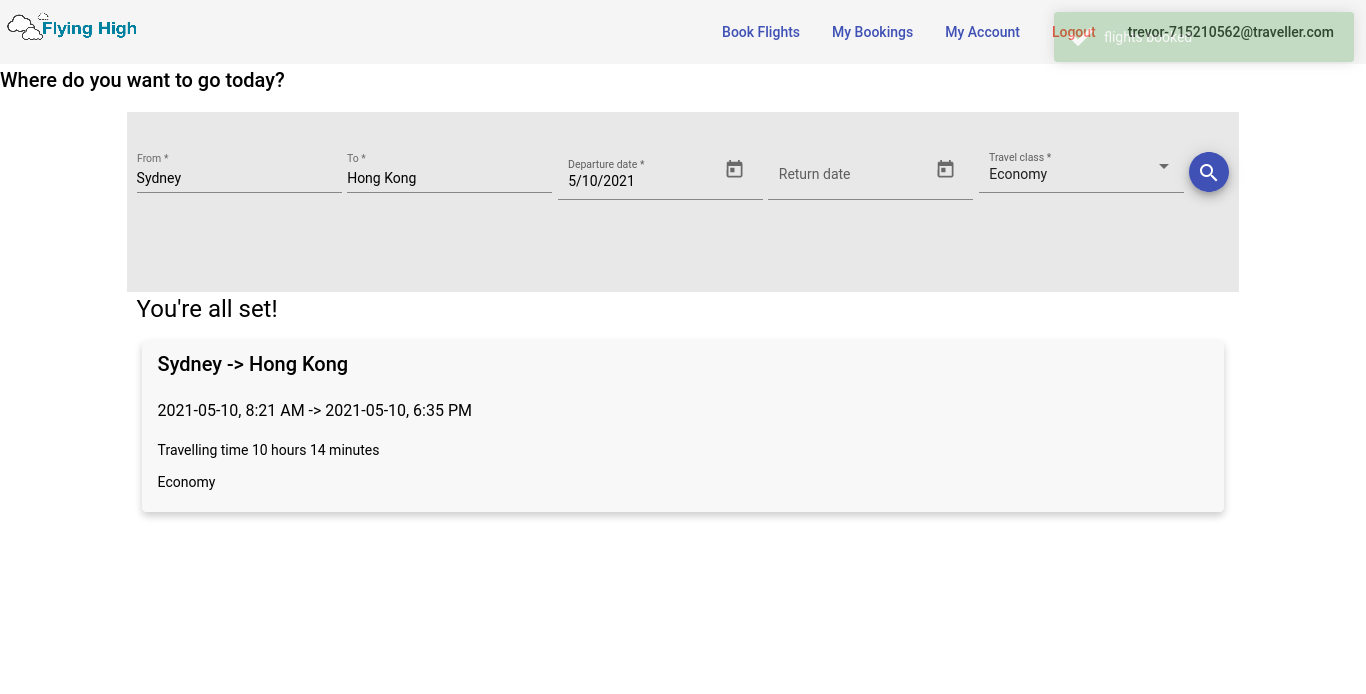 Flying High
Book Flights
My Bookings
My Account
Logout
trevor-715210562@traveller.com
flights booked
Where do you want to go today?
From *
Sydney
To *
Hong Kong
Departure date *
5/10/2021
Return date
Travel class *
Economy
You're all set!
Sydney -> Hong Kong
2021-05-10, 8:21 AM -> 2021-05-10, 6:35 PM
Travelling time 10 hours 14 minutes
Economy